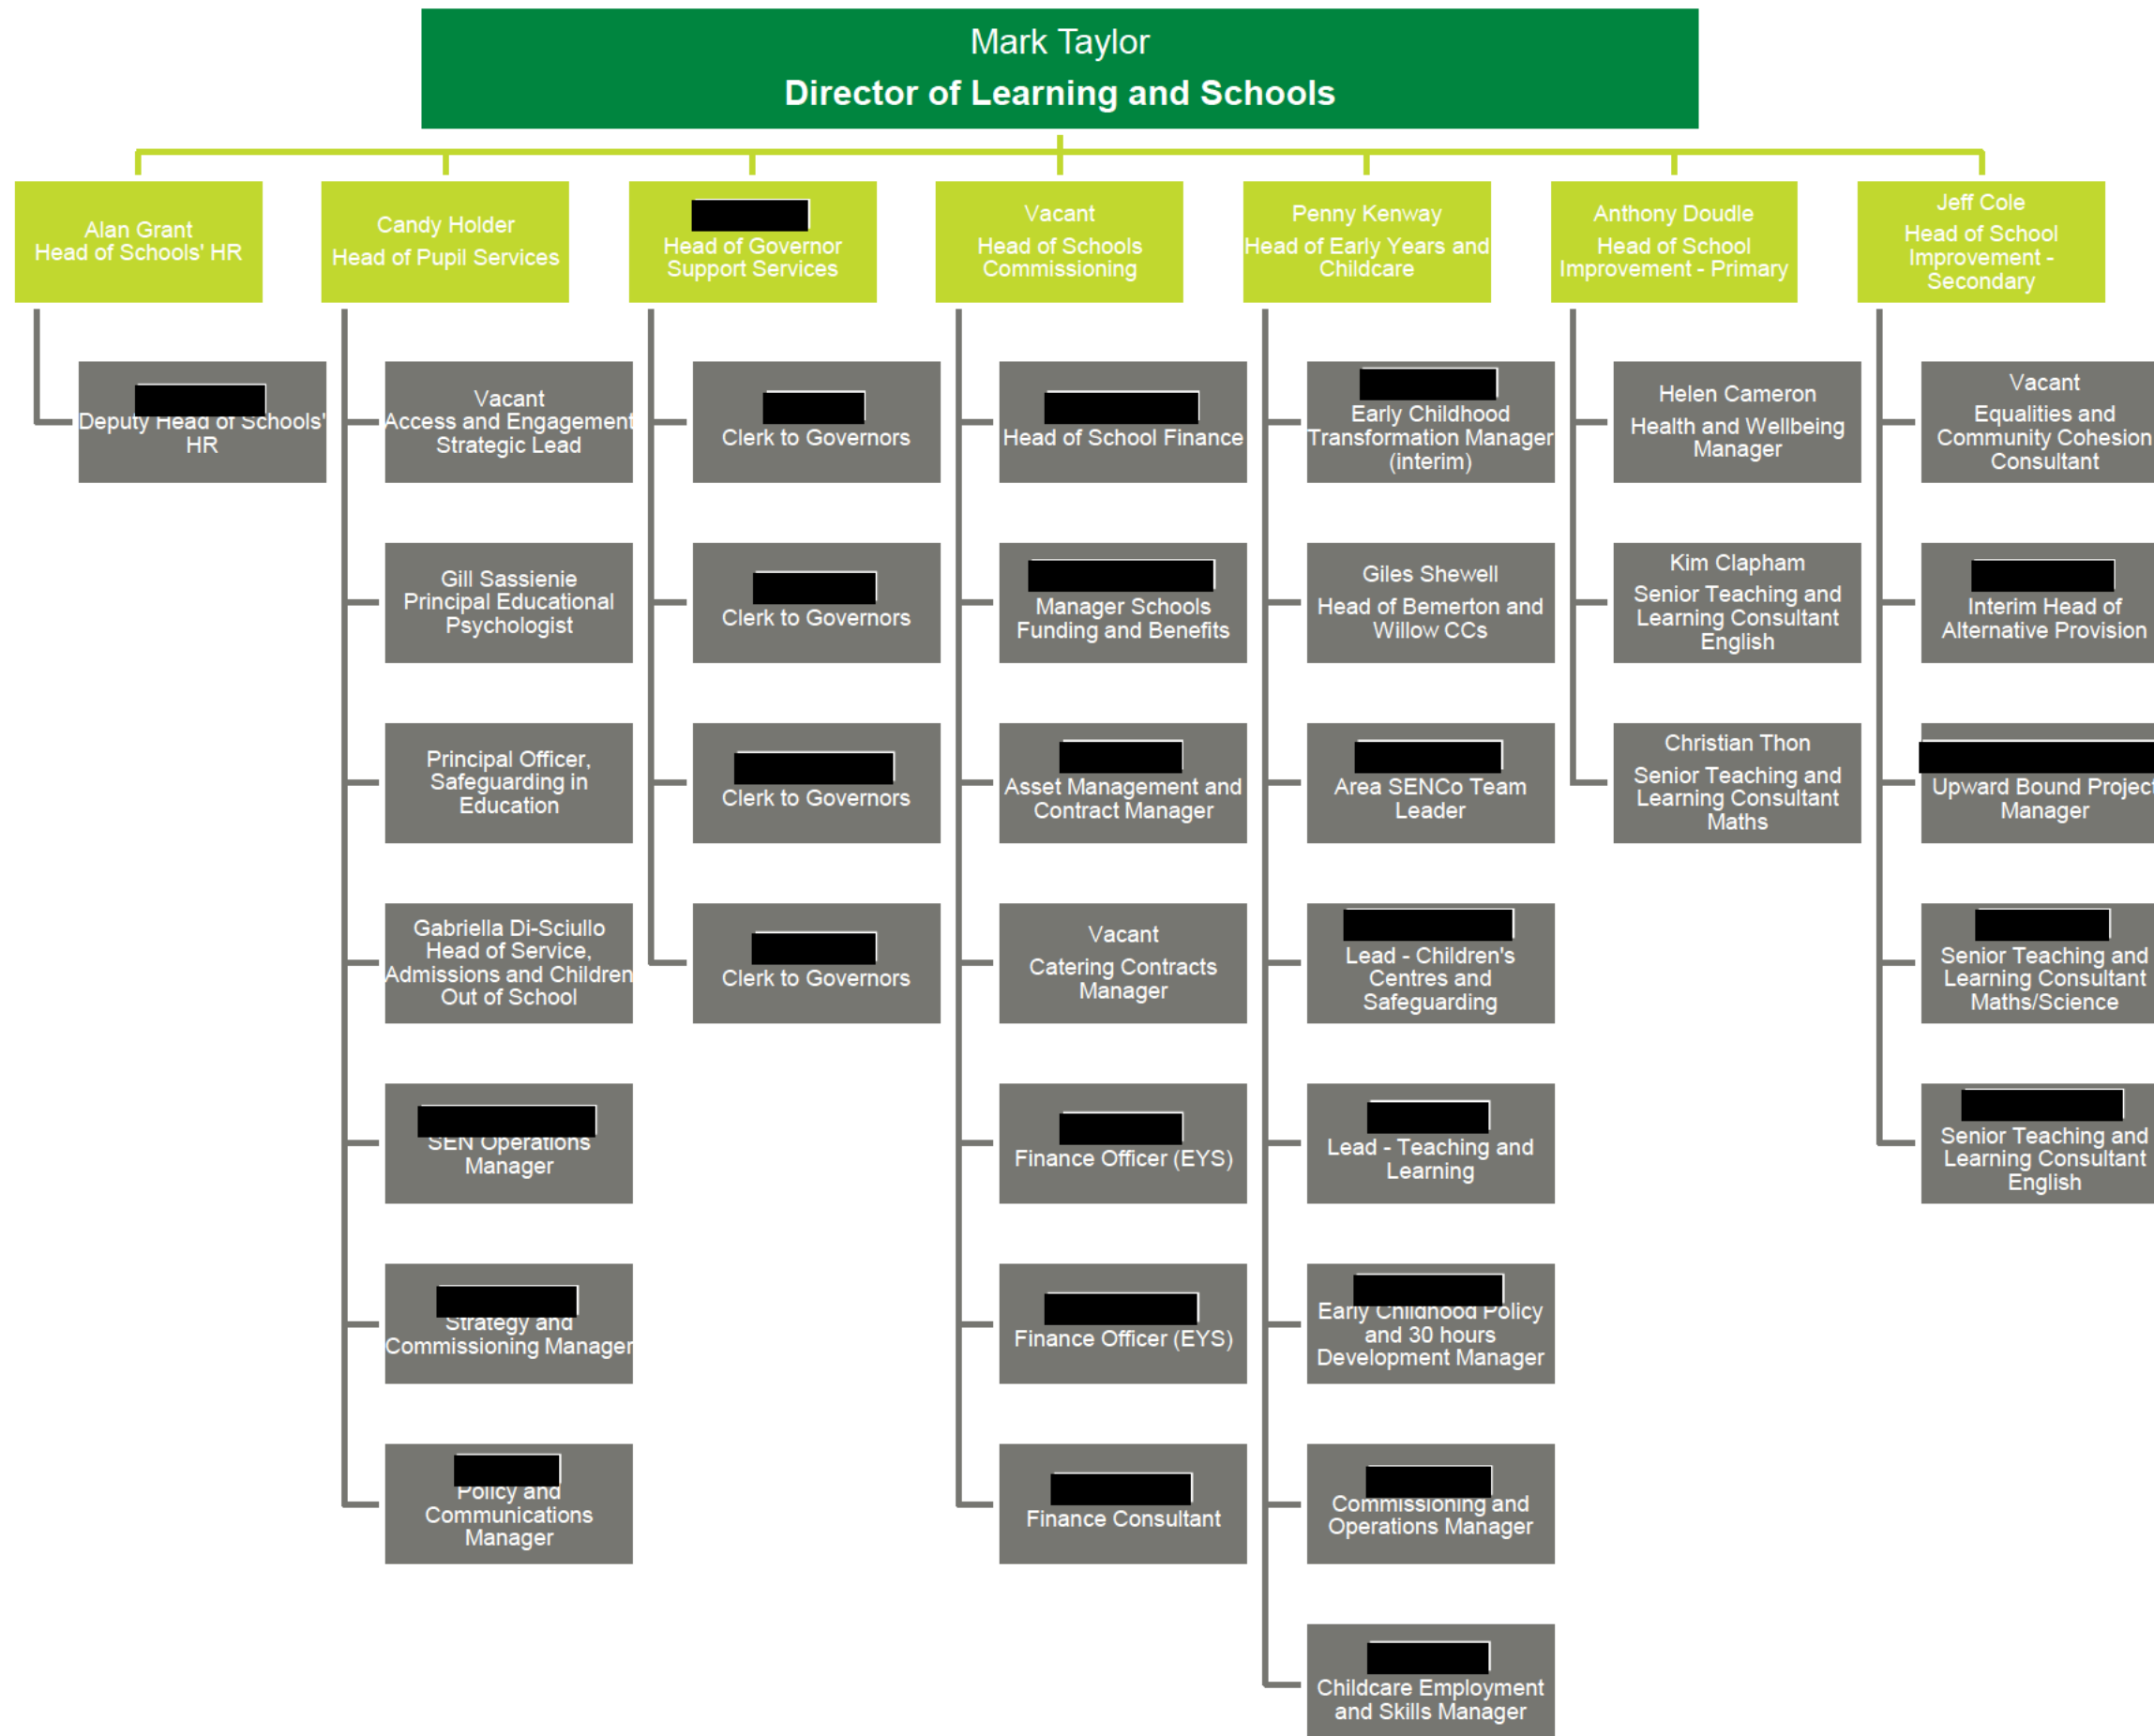 Mark Taylor
Director of Learning and Schools
Alan Grant
Head of Schools' HR
Candy Holder
Head of Pupil Services
Head of Governor
Support Services
Vacant
Head of Schools
Commissioning
Penny Kenway
Head of Early Years and
Childcare
Anthony Doudle
Head of School
Improvement - Primary
Jeff Cole
Head of School
Improvement -
Secondary
Deputy Head of Schools'
HR
Vacant
Access and Engagement
Strategic Lead
Gill Sassienie
Principal Educational
Psychologist
Principal Officer,
Safeguarding in
Education
Gabriella Di-Sciullo
Head of Service,
Admissions and Children
Out of School
SEN Operations
Manager
Strategy and
Commissioning Manager
Policy and
Communications
Manager
Clerk to Governors
Clerk to Governors
Clerk to Governors
Clerk to Governors
Head of School Finance
Manager Schools
Funding and Benefits
Asset Management and
Contract Manager
Vacant
Catering Contracts
Manager
Finance Officer (EYS)
Finance Officer (EYS)
Finance Consultant
Early Childhood
Transformation Manager
(interim)
Giles Shewell
Head of Bemerton and
Willow CCs
Area SENCo Team
Leader
Lead - Children's
Centres and
Safeguarding
Lead - Teaching and
Learning
Early Childhood Policy
and 30 hours
Development Manager
Commissioning and
Operations Manager
Childcare Employment
and Skills Manager
Helen Cameron
Health and Wellbeing
Manager
Kim Clapham
Senior Teaching and
Learning Consultant
English
Christian Thon
Senior Teaching and
Learning Consultant
Maths
Vacant
Equalities and
Community Cohesion
Consultant
Interim Head of
Alternative Provision
Upward Bound Project
Manager
Senior Teaching and
Learning Consultant
Maths/Science
Senior Teaching and
Learning Consultant
English